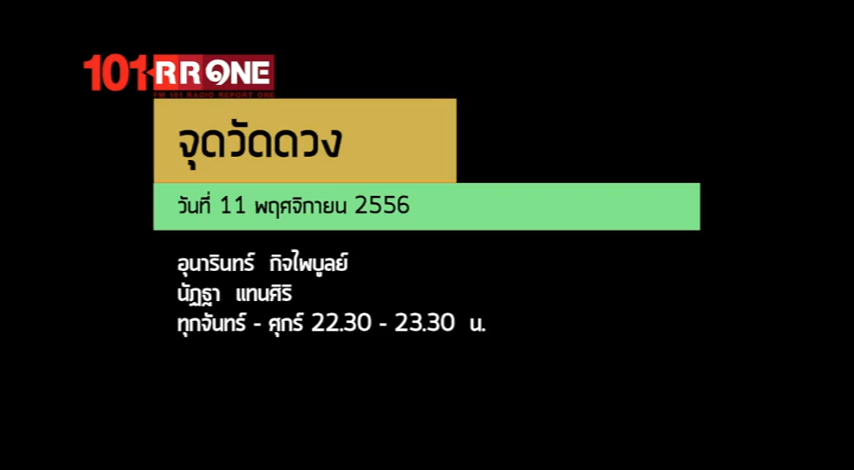 101 RR ONE
FM 101 RADIO REPORT ONE
จุดวัดดวง
วันที่ 11 พฤศจิกายน 2556
อุนารินทร์ กิจไพบูลย์
นัฏฐา แทนศิริ
ทุกจันทร์ - ศุกร์ 22.30 - 23.30 น.